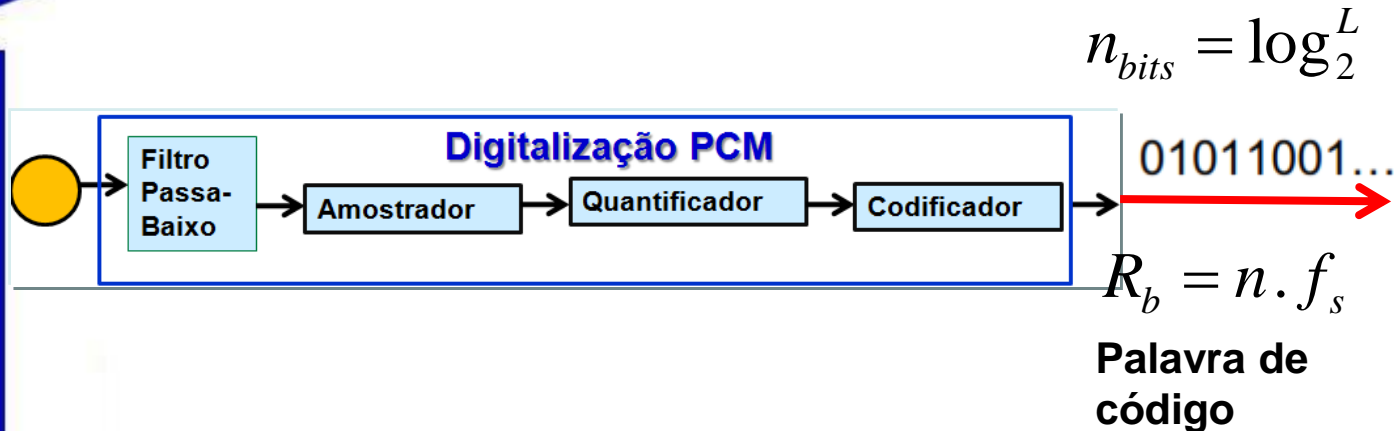 n_bits = log_2^L
Digitalização PCM
Filtro
Passa-
Baixo
Amostrador
Quantificador
Codificador
01011001...
R_b = n . f_s
Palavra de
código